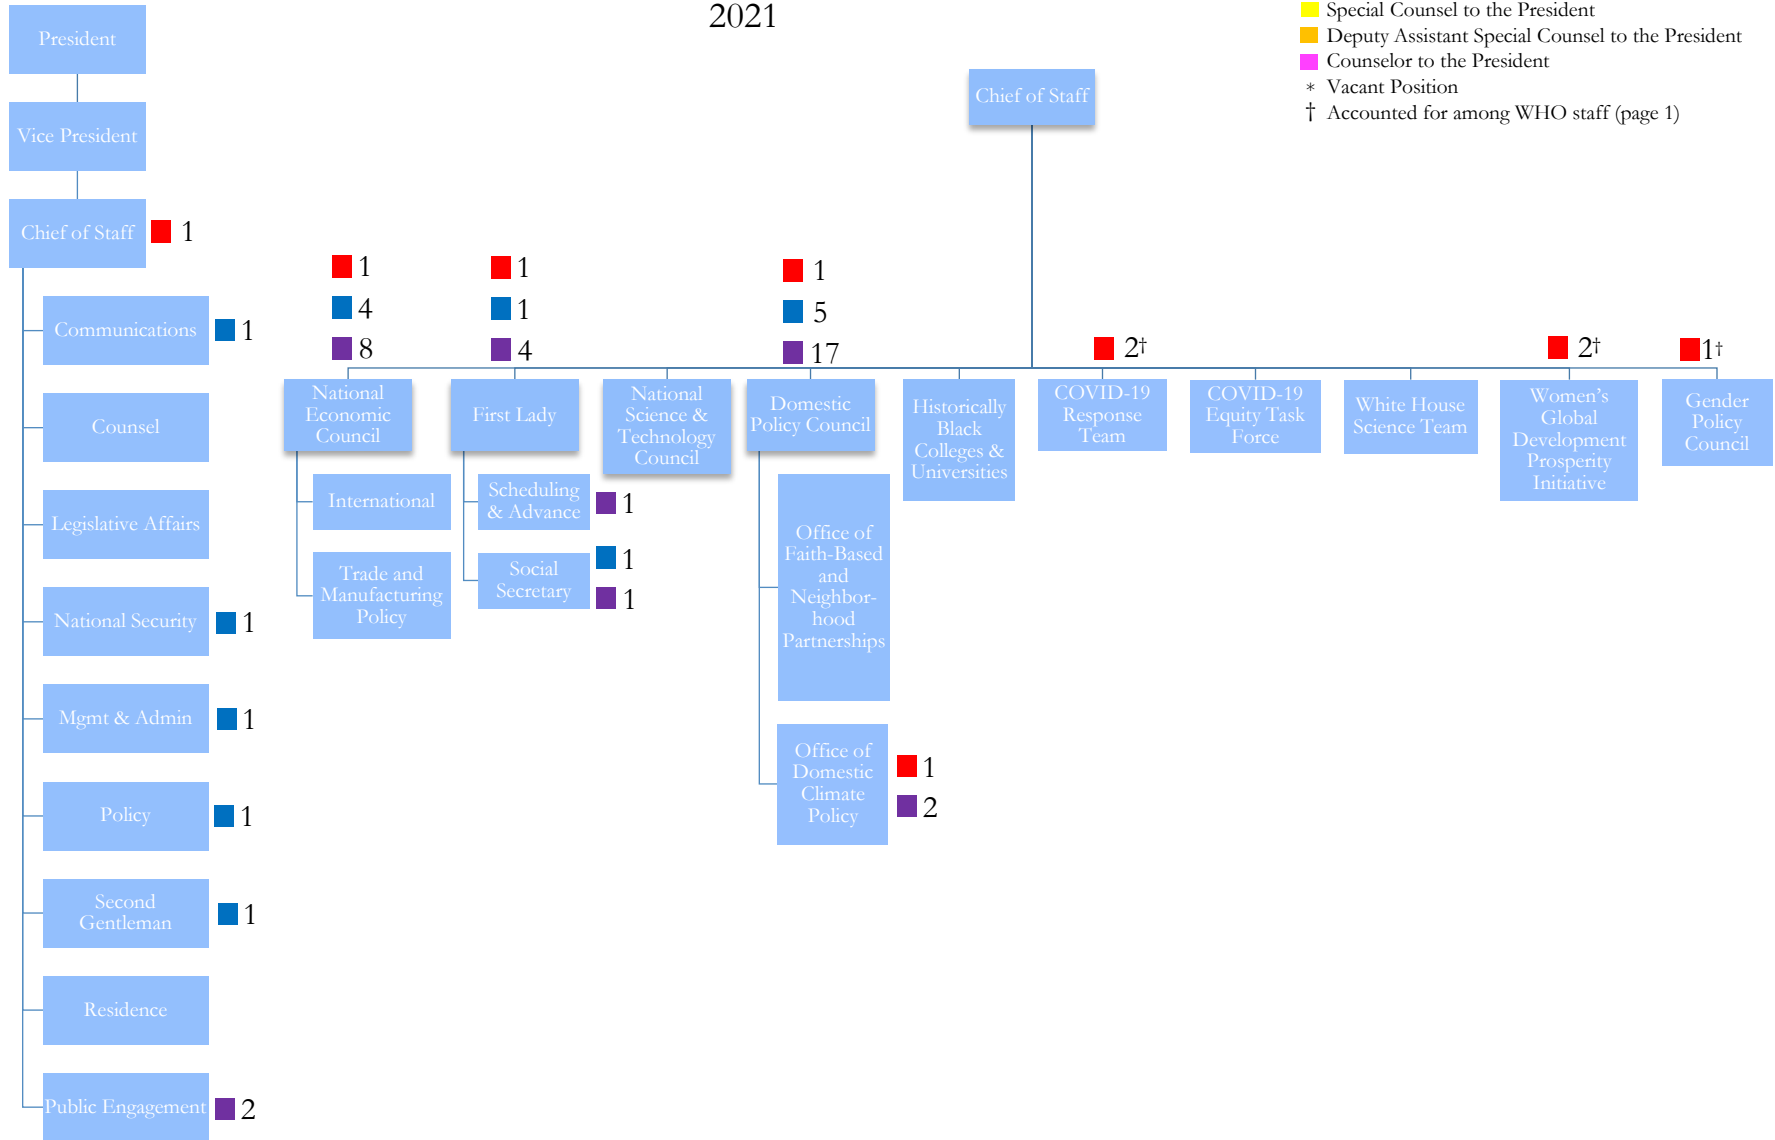 2021
Special Counsel to the President
Deputy Assistant Special Counsel to the President
Counselor to the President
* Vacant Position
† Accounted for among WHO staff (page 1)
President
Vice President
Chief of Staff
1
Communications
1
Counsel
Legislative Affairs
National Security
1
Mgmt & Admin
1
Policy
1
Second
Gentleman
1
Residence
Public Engagement
2
Chief of Staff
1
4
8
National
Economic
Council
International
Trade and
Manufacturing
Policy
1
1
4
First Lady
Scheduling
& Advance
1
Social
Secretary
1
1
National
Science &
Technology
Council
1
5
17
Domestic
Policy Council
Office of
Faith-Based
and
Neighbor-
hood
Partnerships
Office of
Domestic
Climate
Policy
1
2
Historically
Black
Colleges &
Universities
2†
COVID-19
Response
Team
COVID-19
Equity Task
Force
White House
Science Team
2†
Women's
Global
Development
Prosperity
Initiative
1†
Gender
Policy
Council